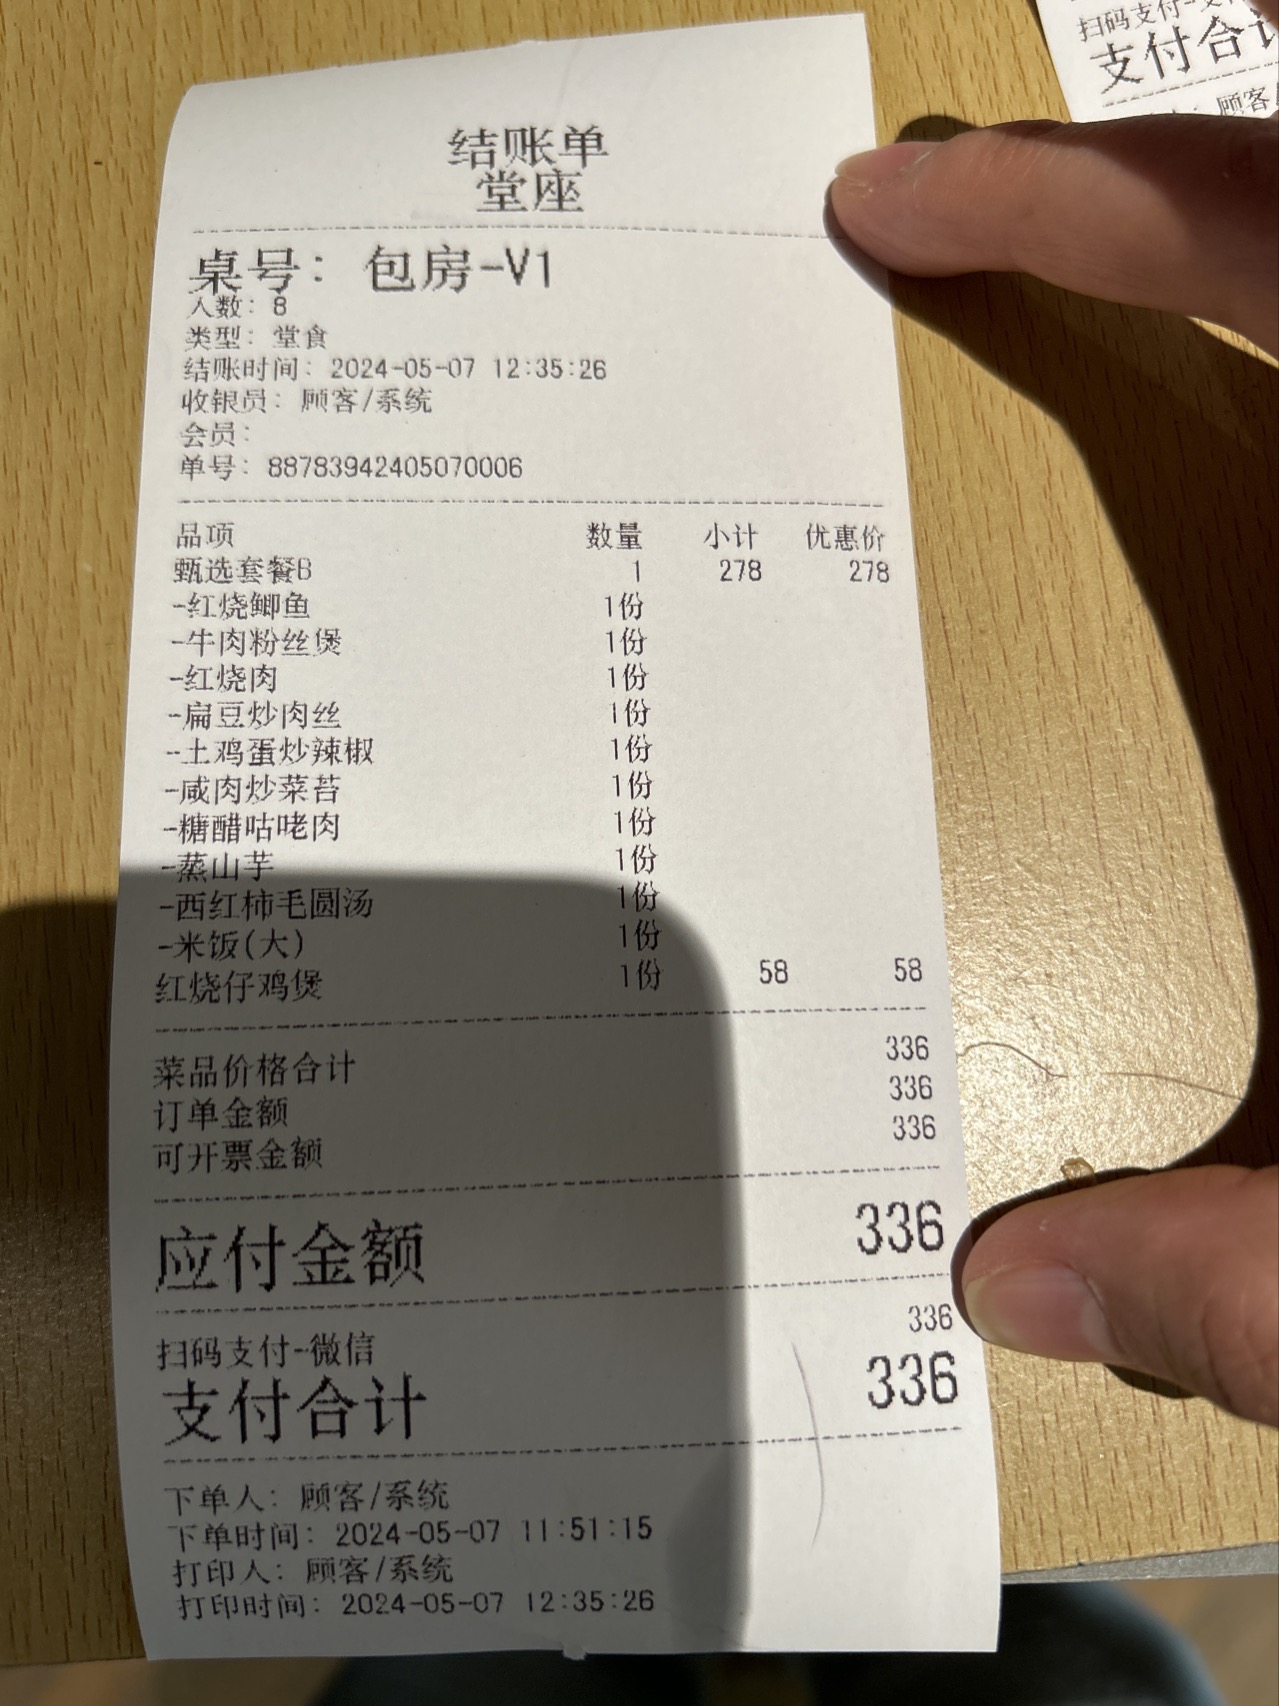 结账单
堂座
桌号: 包房-V1
人数: 8
类型: 堂食
结账时间: 2024-05-07 12:35:26
收银员: 顾客/系统
会员:
单号: 88783942405070006
品项 数量 小计 优惠价
甄选套餐B 1 278 278
-红烧鲫鱼 1份
-牛肉粉丝煲 1份
-红烧肉 1份
-扁豆炒肉丝 1份
-土鸡蛋炒辣椒 1份
-咸肉炒菜苔 1份
-糖醋咕咾肉 1份
-蒸山芋 1份
-西红柿毛圆汤 1份
-米饭(大) 1份
红烧仔鸡煲 1份 58 58
菜品价格合计 336
订单金额 336
可开票金额 336
应付金额 336
扫码支付-微信 336
支付合计 336
下单人: 顾客/系统
下单时间: 2024-05-07 11:51:15
打印人: 顾客/系统
打印时间: 2024-05-07 12:35:26
扫码支付-支
支付合计
顾客/